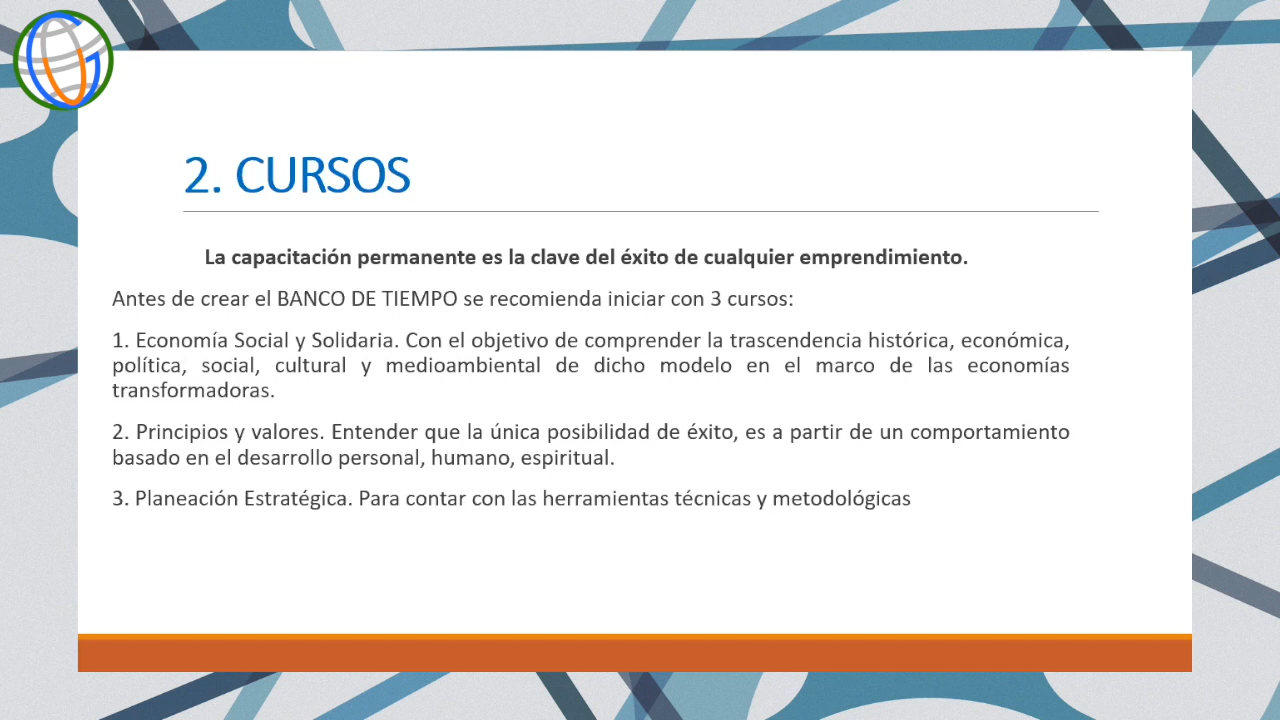 2. CURSOS
La capacitación permanente es la clave del éxito de cualquier emprendimiento.
Antes de crear el BANCO DE TIEMPO se recomienda iniciar con 3 cursos:
1. Economía Social y Solidaria. Con el objetivo de comprender la trascendencia histórica, económica,
política, social, cultural y medioambiental de dicho modelo en el marco de las economías
transformadoras.
2. Principios y valores. Entender que la única posibilidad de éxito, es a partir de un comportamiento
basado en el desarrollo personal, humano, espiritual.
3. Planeación Estratégica. Para contar con las herramientas técnicas y metodológicas